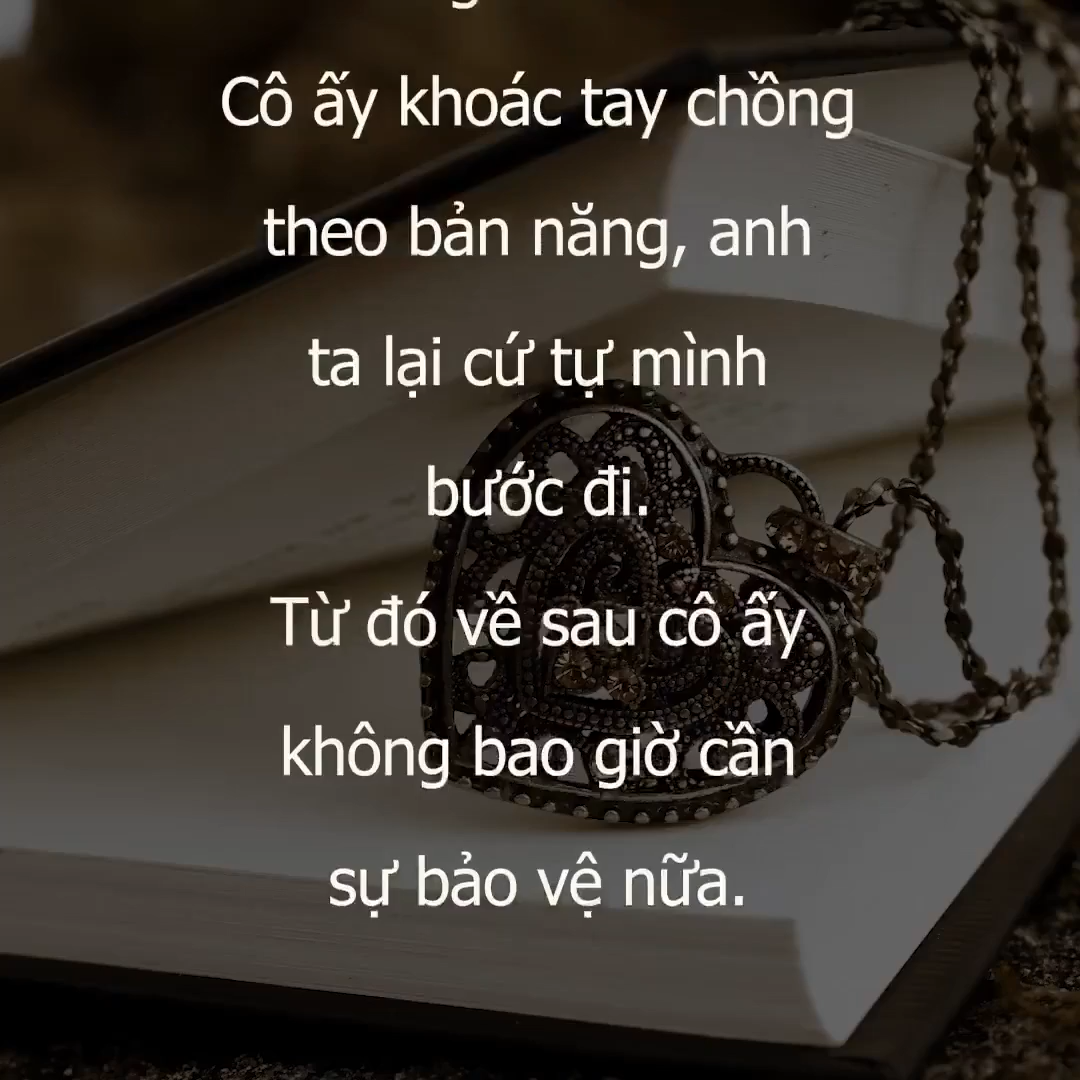 Cô ấy khoác tay chồng
theo bản năng, anh
ta lại cứ tự mình
bước đi.
Từ đó về sau cô ấy
không bao giờ cần
sự bảo vệ nữa.